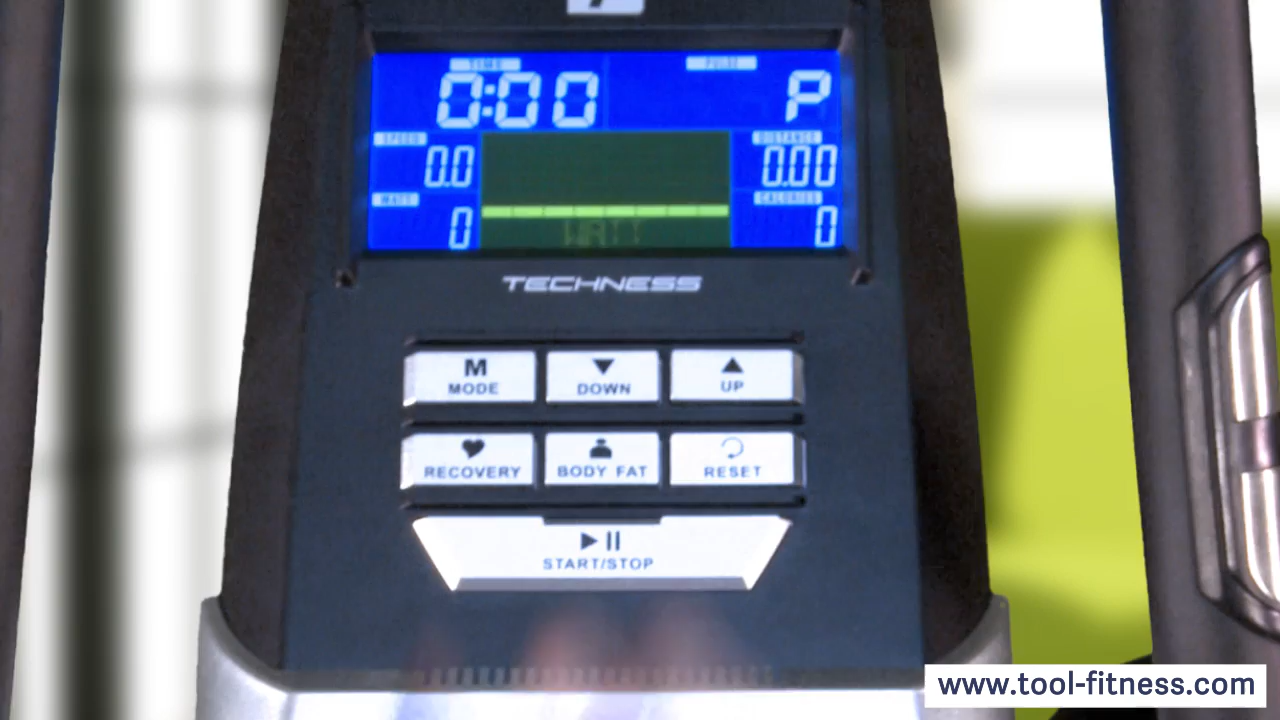 TIME PULSE
0:00 P
SPEED DISTANCE
0.0 0.00
WATT CALORIES
0 0
WATT
TECHNESS
M
MODE DOWN UP
RECOVERY BODY FAT RESET
START/STOP
www.tool-fitness.com